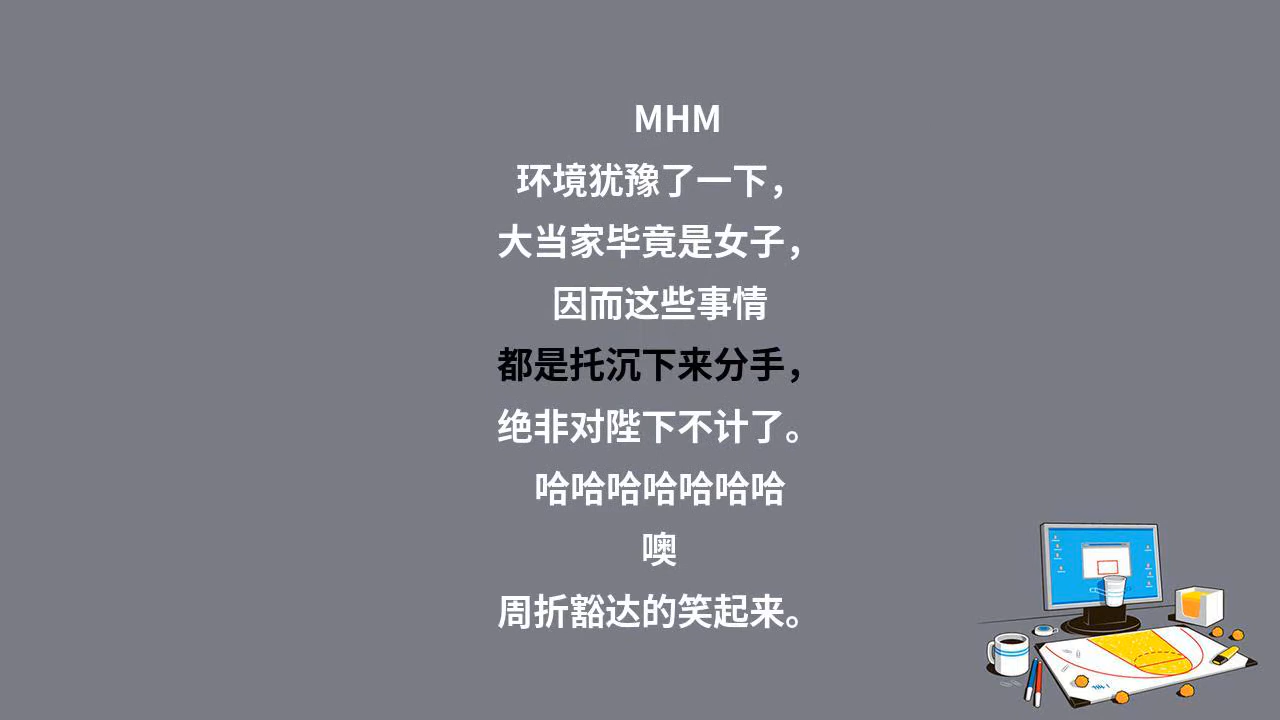 MHM
环境犹豫了一下，
大当家毕竟是女子，
因而这些事情
都是托沉下来分手，
绝非对陛下不计了。
哈哈哈哈哈哈哈
噢
周折豁达的笑起来。